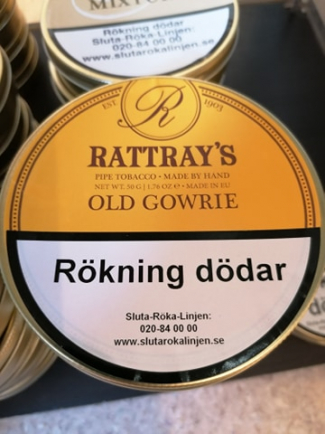 Rökning dödar
Sluta-Röka-Linjen:
020-84 00 00
www.slutarokalinjen.se
EST. R 1903
RATTRAY'S
PIPE TOBACCO • MADE BY HAND
NET WT. 50 G | 1.76 OZ ℮ • MADE IN EU
OLD GOWRIE
Rökning dödar
Sluta-Röka-Linjen:
020-84 00 00
www.slutarokalinjen.se